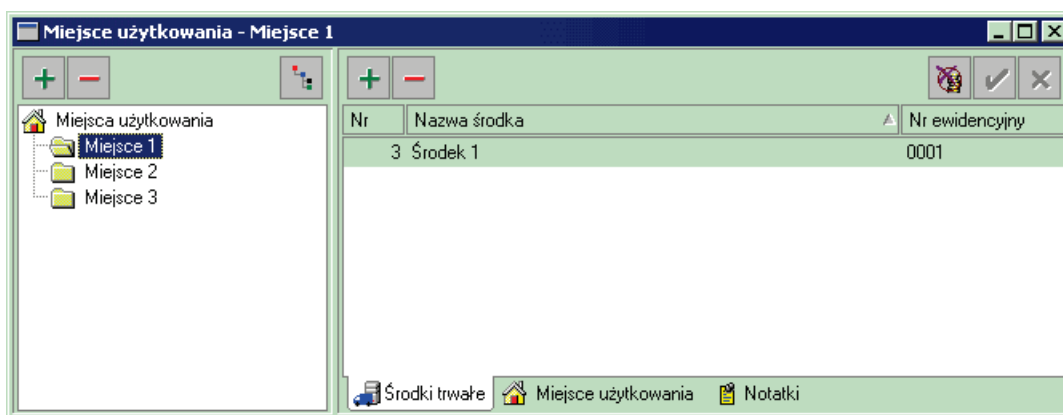 Miejsce użytkowania - Miejsce 1
Miejsca użytkowania
Miejsce 1
Miejsce 2
Miejsce 3
Nr Nazwa środka Nr ewidencyjny
3 Środek 1 0001
Środki trwałe Miejsce użytkowania Notatki